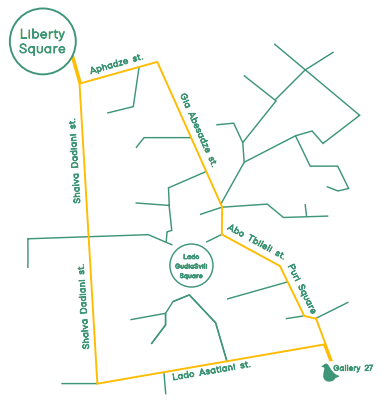 Liberty
Square
Aphadze st.
Gia Abesadze st.
Shalva Dadiani st.
Abo Tbileli st.
Lado
GudiaSvili
Square
Puri Square
Shalva Dadiani st.
Gallery 27
Lado Asatiani st.